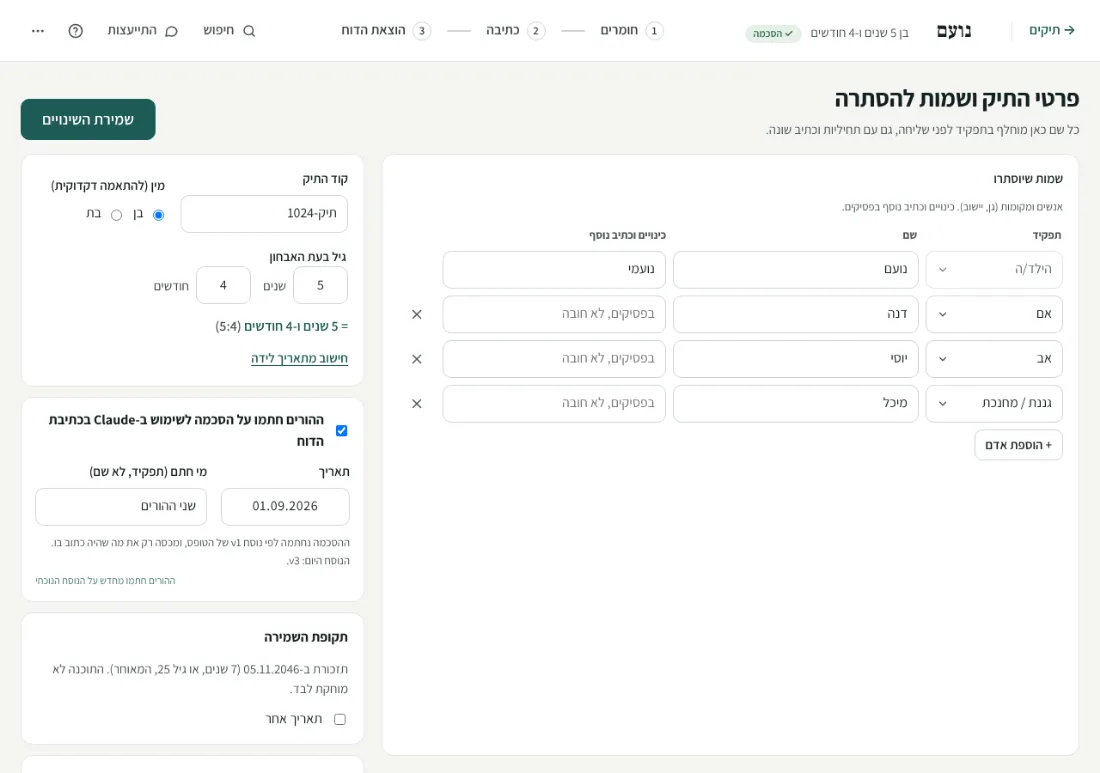 → תיקים
נועם
בן 5 שנים ו-4 חודשים
✓ הסכמה
1 חומרים
2 כתיבה
3 הוצאת הדוח
חיפוש
התייעצות
?
...
פרטי התיק ושמות להסתרה
כל שם כאן מוחלף בתפקיד לפני שליחה, גם עם תחיליות וכתיב שונה.
שמירת השינויים
שמות שיוסתרו
אנשים ומקומות (גן, יישוב). כינויים וכתיב נוסף בפסיקים.
תפקיד שם כינויים וכתיב נוסף
הילד/ה נועם נועמי
אם דנה בפסיקים, לא חובה ×
אב יוסי בפסיקים, לא חובה ×
גננת / מחנכת מיכל בפסיקים, לא חובה ×
+ הוספת אדם
קוד התיק
תיק-1024
מין (להתאמה דקדוקית)
בן בת
גיל בעת האבחון
5 שנים 4 חודשים
= 5 שנים ו-4 חודשים (5:4)
חישוב מתאריך לידה
ההורים חתמו על הסכמה לשימוש ב-Claude בכתיבת
הדוח
תאריך
01.09.2026
מי חתם (תפקיד, לא שם)
שני ההורים
ההסכמה נחתמה לפי נוסח v1 של הטופס, ומכסה רק את מה שהיה כתוב בו.
הנוסח היום: v3.
ההורים חתמו מחדש על הנוסח הנוכחי
תקופת השמירה
תזכורת ב-05.11.2046 (7 שנים, או גיל 25, המאוחר). התוכנה לא
מוחקת לבד.
תאריך אחר